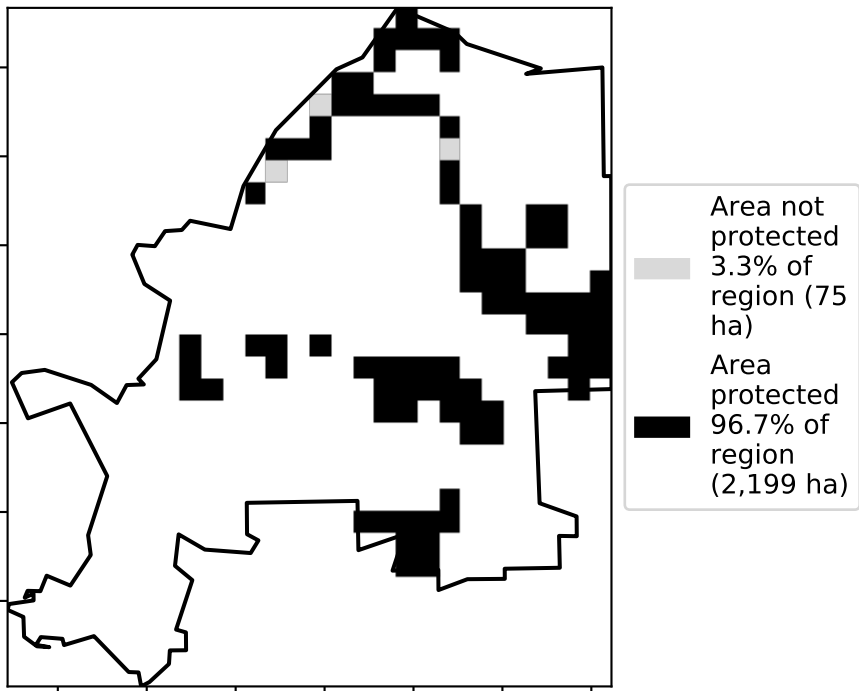 Area not
protected
3.3% of
region (75
ha)
Area
protected
96.7% of
region
(2,199 ha)